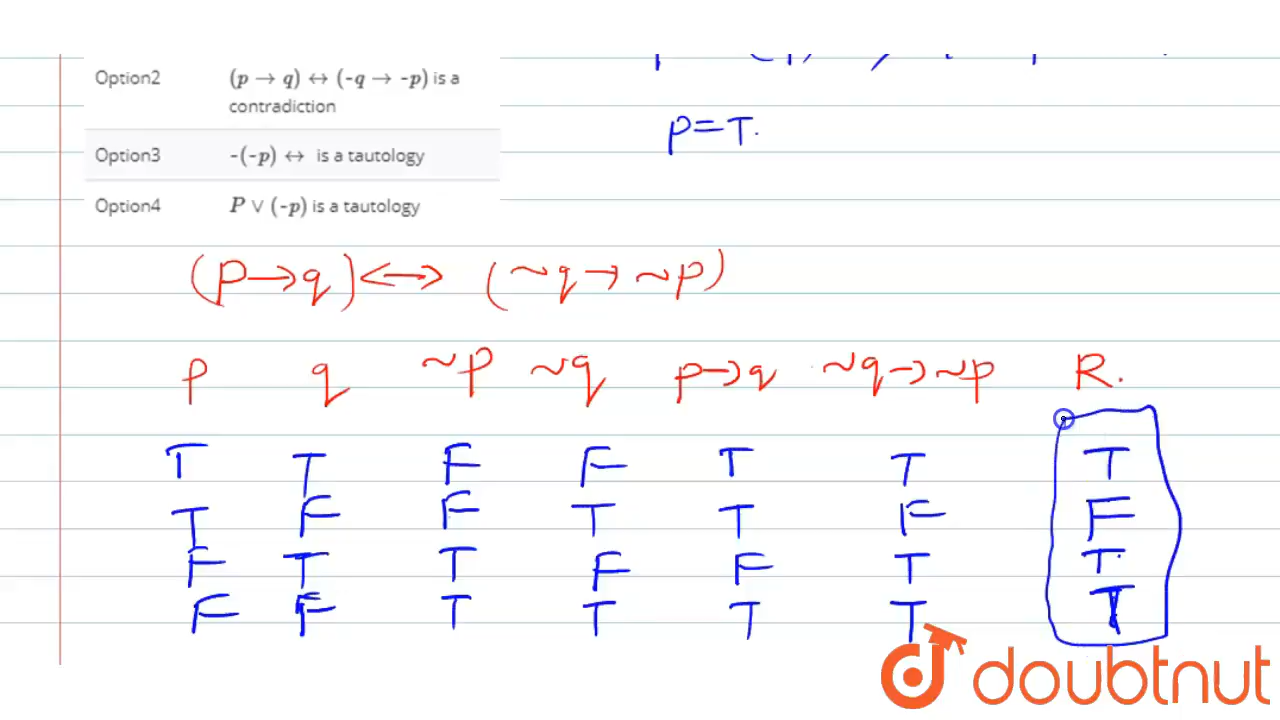 Option2 (p → q) ↔ (-q → -p) is a
contradiction
p=T.
Option3 -(-p) ↔ is a tautology
Option4 P ∨ (-p) is a tautology
(p→q)<→ (~q→~p)
p q ~p ~q p→q ~q→~p R.
T T F F T T T
T F F T T F F
F T T F F T T
F F T T T T T
doubtnut